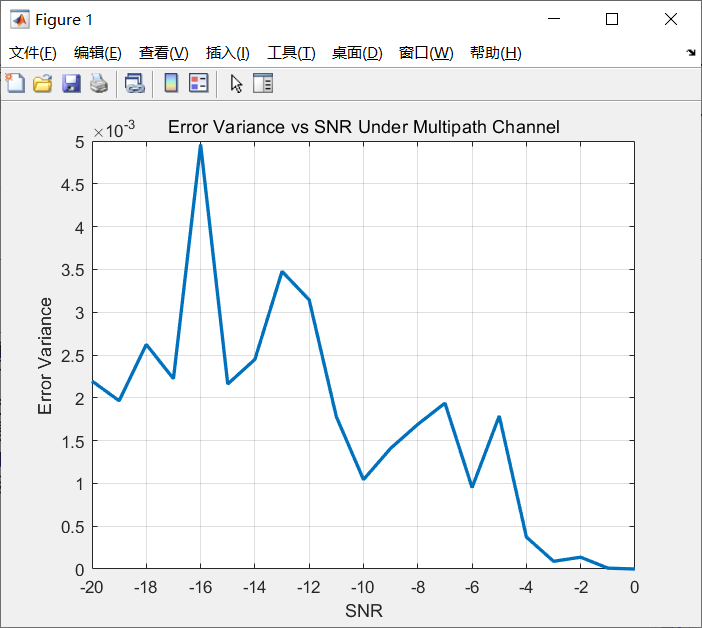 Figure 1
文件(F) 编辑(E) 查看(V) 插入(I) 工具(T) 桌面(D) 窗口(W) 帮助(H)
×10-3
Error Variance vs SNR Under Multipath Channel
5
4.5
4
3.5
3
2.5
2
1.5
1
0.5
0
Error Variance
-20 -18 -16 -14 -12 -10 -8 -6 -4 -2 0
SNR